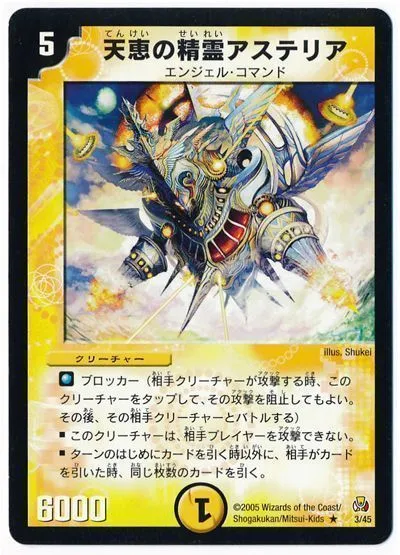 5
てんけい せいれい
天恵の精霊アステリア
エンジェル・コマンド
illus. Shukei
クリーチャー
ブロッカー（相手クリーチャーが攻撃する時、この
クリーチャーをタップして、その攻撃を阻止してもよい。
その後、その相手クリーチャーとバトルする）
■ このクリーチャーは、相手プレイヤーを攻撃できない。
■ ターンのはじめにカードを引く時以外に、相手がカード
を引いた時、同じ枚数のカードを引く。
6000
1
©2005 Wizards of the Coast/
Shogakukan/Mitsui-Kids ★ 3/45